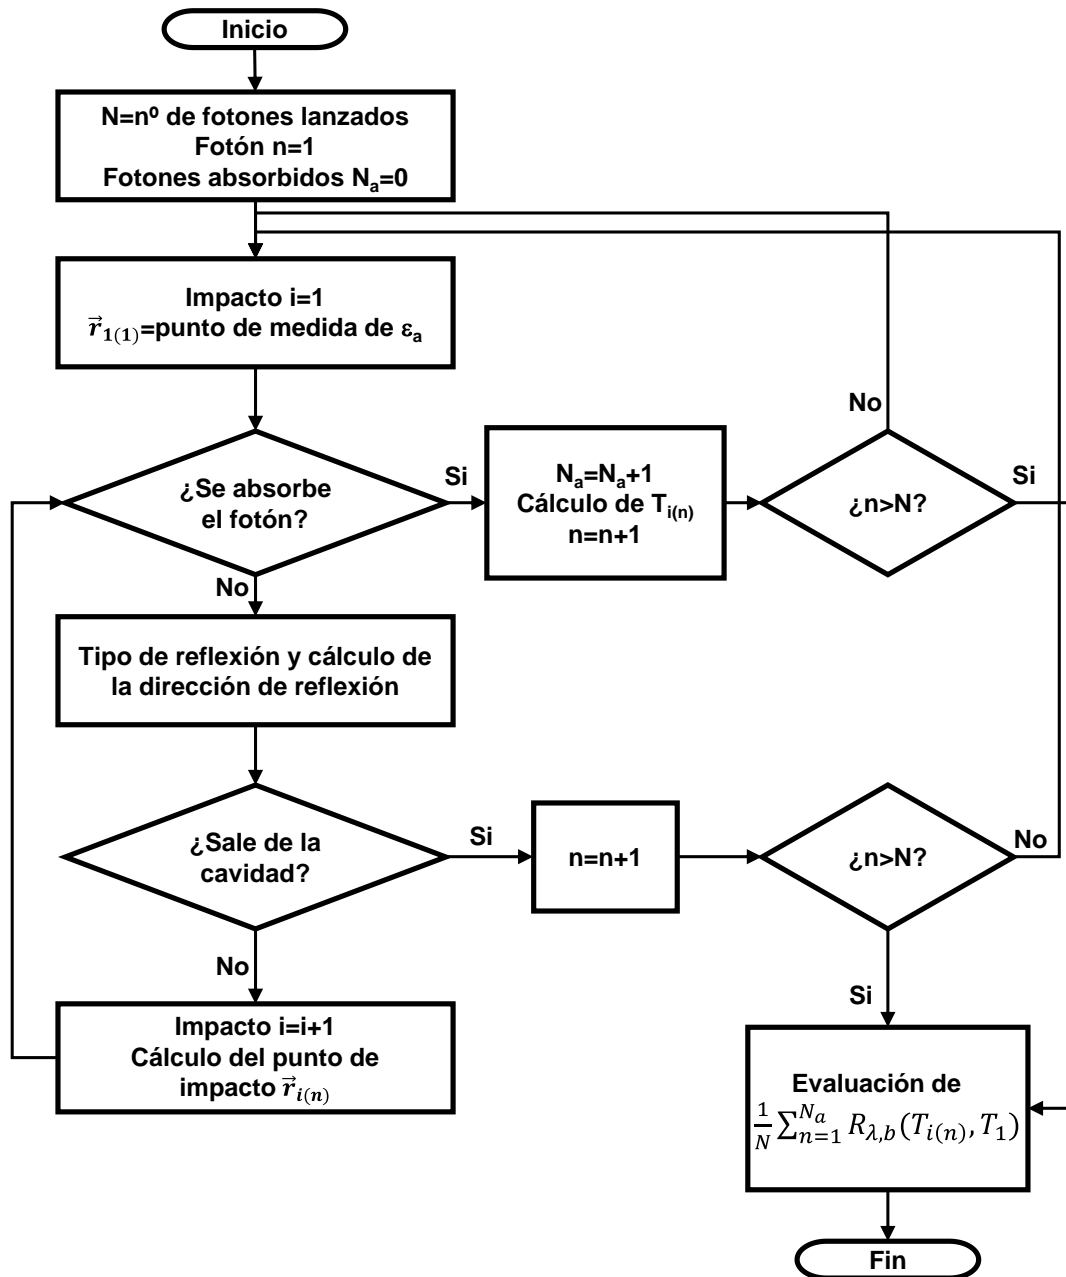 Inicio
N=nº de fotones lanzados
Fotón n=1
Fotones absorbidos Nₐ=0
Impacto i=1
r⃗₁₍₁₎=punto de medida de εₐ
No
¿Se absorbe
el fotón?
Si
Nₐ=Nₐ+1
Cálculo de Tᵢ₍ₙ₎
n=n+1
¿n>N?
Si
No
Tipo de reflexión y cálculo de
la dirección de reflexión
¿Sale de la
cavidad?
Si
n=n+1
¿n>N?
No
No
Si
Impacto i=i+1
Cálculo del punto de
impacto r⃗ᵢ₍ₙ₎
Evaluación de
1/N ∑ₙ₌₁^{Nₐ} R_{λ,b}(Tᵢ₍ₙ₎, T₁)
Fin